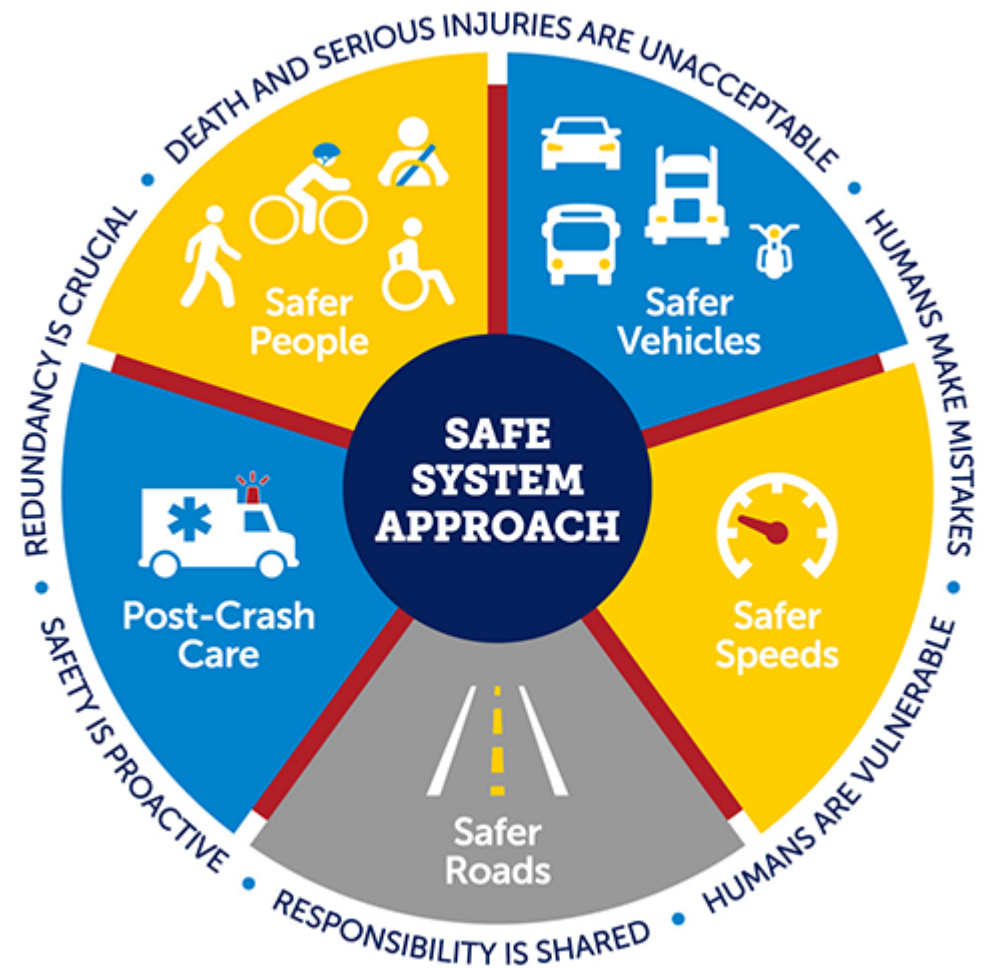 DEATH AND SERIOUS INJURIES ARE UNACCEPTABLE
HUMANS MAKE MISTAKES
HUMANS ARE VULNERABLE
RESPONSIBILITY IS SHARED
SAFETY IS PROACTIVE
REDUNDANCY IS CRUCIAL
Safer
People
Safer
Vehicles
SAFE
SYSTEM
APPROACH
Post-Crash
Care
Safer
Speeds
Safer
Roads